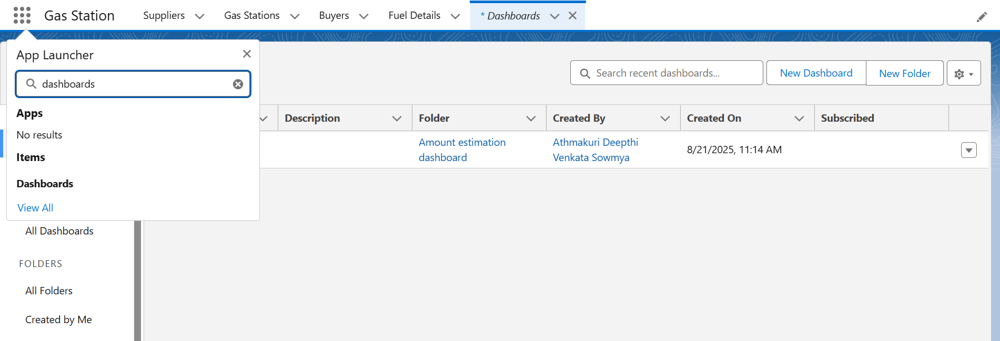 Gas Station
Suppliers
Gas Stations
Buyers
Fuel Details
* Dashboards
App Launcher
dashboards
Apps
No results
Items
Dashboards
View All
Search recent dashboards...
New Dashboard
New Folder
Description
Folder
Created By
Created On
Subscribed
Amount estimation
dashboard
Athmakuri Deepthi
Venkata Sowmya
8/21/2025, 11:14 AM
All Dashboards
FOLDERS
All Folders
Created by Me